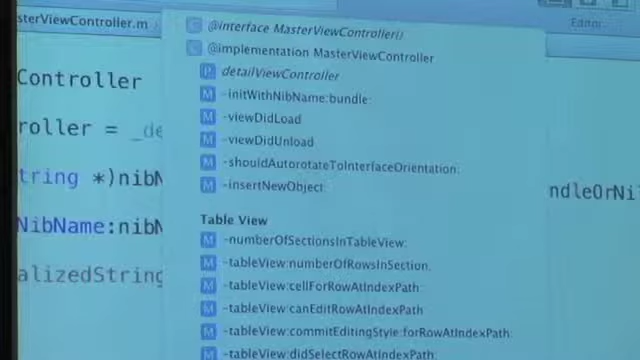 sterViewController.m
Editor
C @interface MasterViewController()
C @implementation MasterViewController
P detailViewController
M -initWithNibName:bundle:
M -viewDidLoad
M -viewDidUnload
M -shouldAutorotateToInterfaceOrientation:
M -insertNewObject:
Table View
M -numberOfSectionsInTableView:
M -tableView:numberOfRowsInSection:
M -tableView:cellForRowAtIndexPath:
M -tableView:canEditRowAtIndexPath:
M -tableView:commitEditingStyle:forRowAtIndexPath:
M -tableView:didSelectRowAtIndexPath:
Controller
roller = _de
tring *)nibN
ndleOrNi
NibName:nibN
alizedString